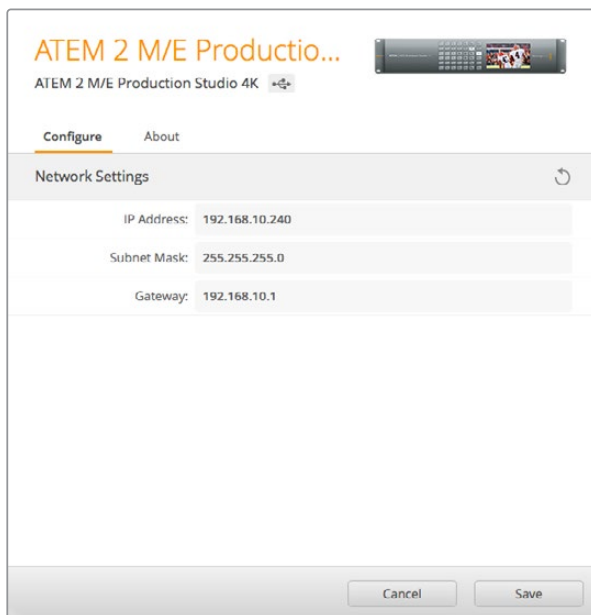 ATEM 2 M/E Productio...
ATEM 2 M/E Production Studio 4K
Configure About
Network Settings
IP Address: 192.168.10.240
Subnet Mask: 255.255.255.0
Gateway: 192.168.10.1
Cancel Save